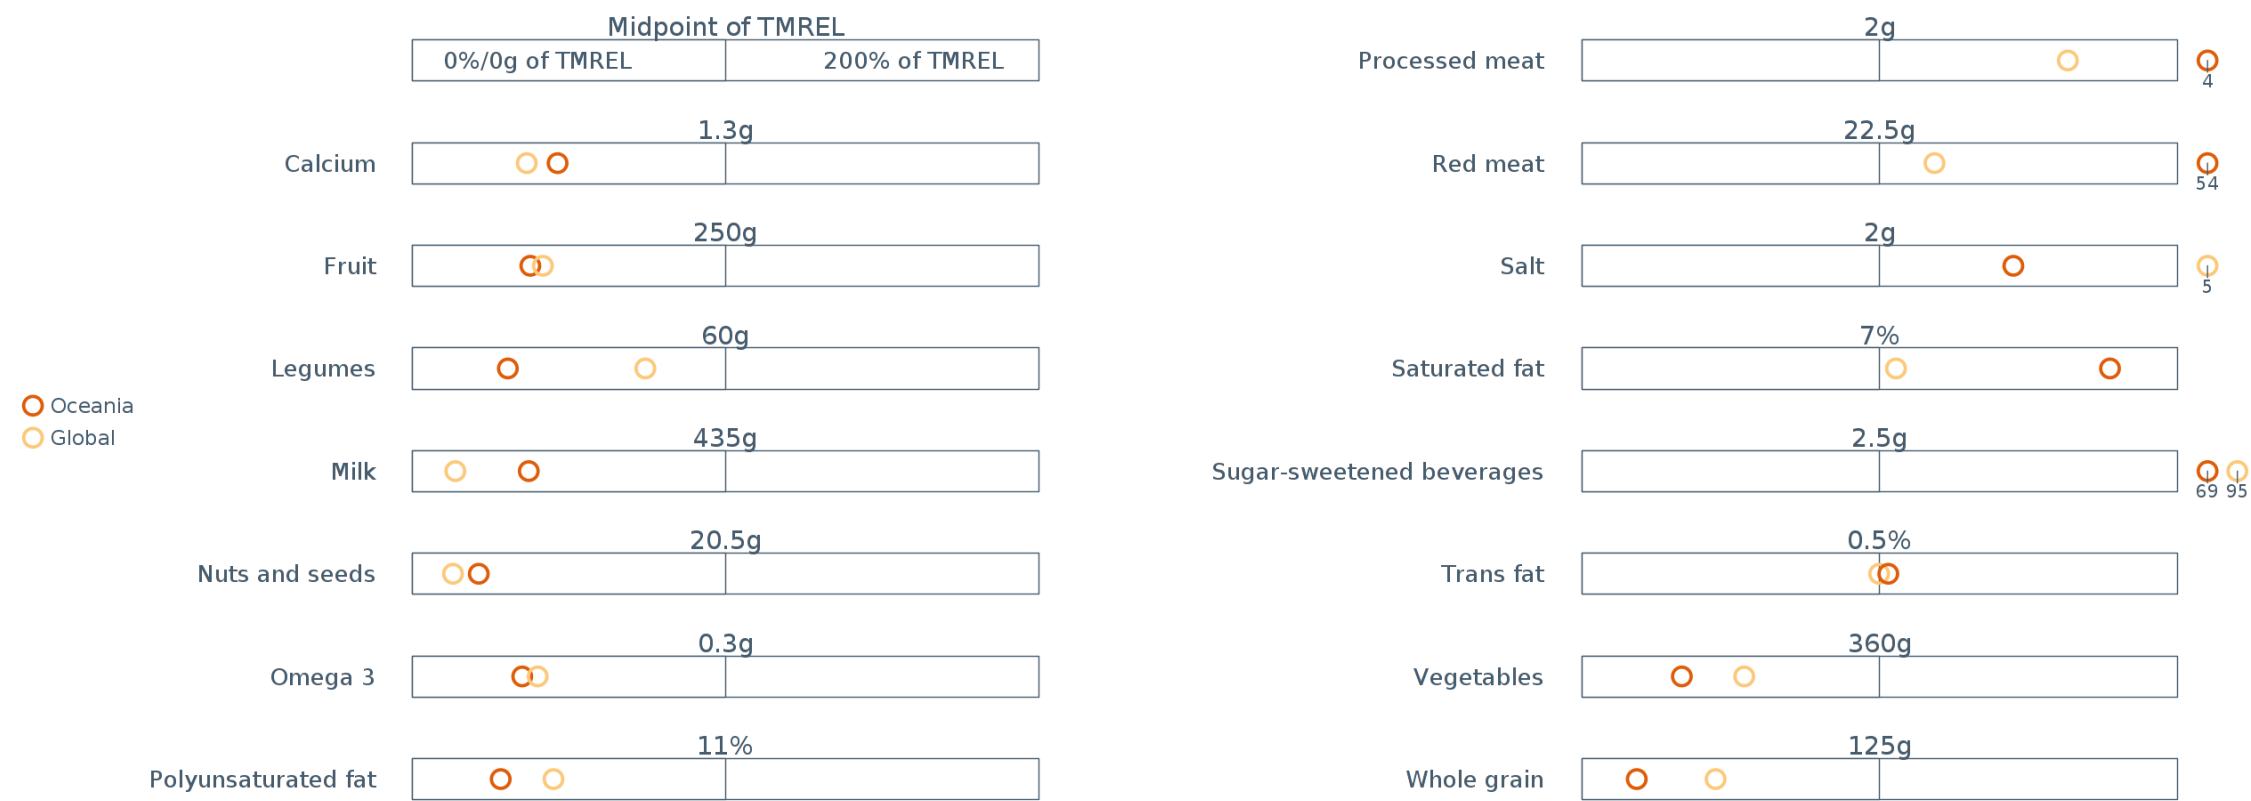 Midpoint of TMREL
0%/0g of TMREL 200% of TMREL
Calcium
1.3g
Fruit
250g
Legumes
60g
Milk
435g
Nuts and seeds
20.5g
Omega 3
0.3g
Polyunsaturated fat
11%
Oceania
Global
Processed meat
2g
4
Red meat
22.5g
54
Salt
2g
5
Saturated fat
7%
Sugar-sweetened beverages
2.5g
69 95
Trans fat
0.5%
Vegetables
360g
Whole grain
125g